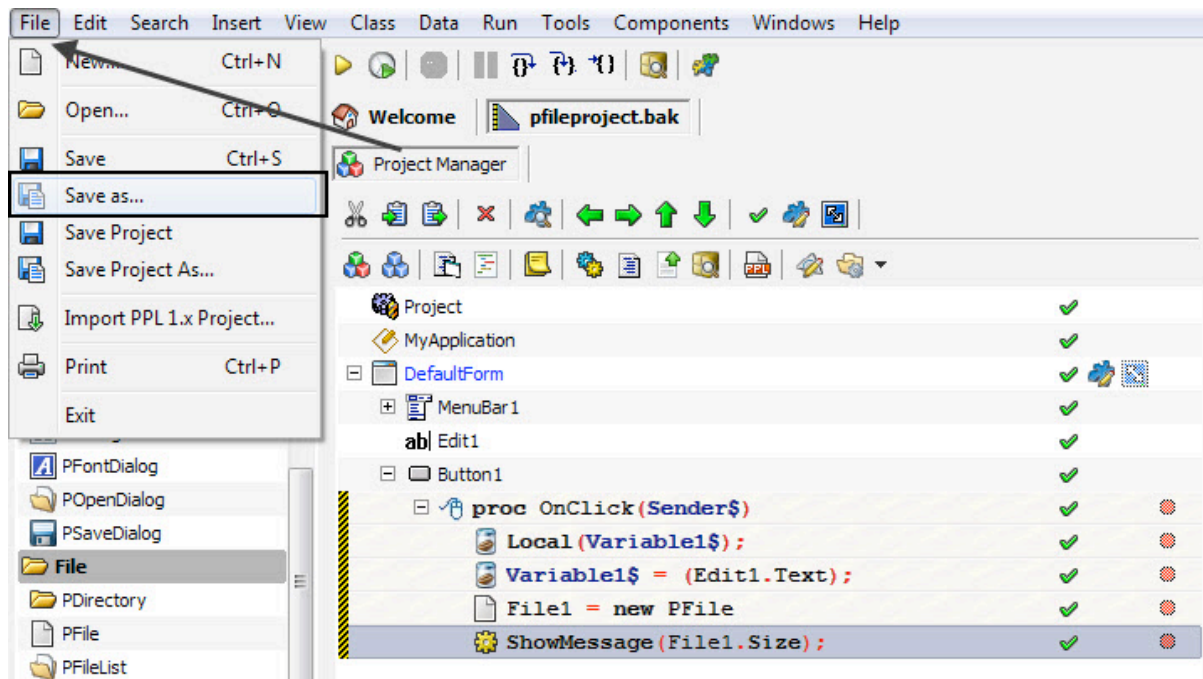 File Edit Search Insert View Class Data Run Tools Components Windows Help
New... Ctrl+N
Open... Ctrl+O
Save Ctrl+S
Save as...
Save Project
Save Project As...
Import PPL 1.x Project...
Print Ctrl+P
Exit
PFontDialog
POpenDialog
PSaveDialog
File
PDirectory
PFile
PFileList
Welcome pfileproject.bak
Project Manager
PPL
Project
MyApplication
DefaultForm
MenuBar1
ab Edit1
Button1
proc OnClick(Sender$)
Local(Variable1$);
Variable1$ = (Edit1.Text);
File1 = new PFile
ShowMessage(File1.Size);